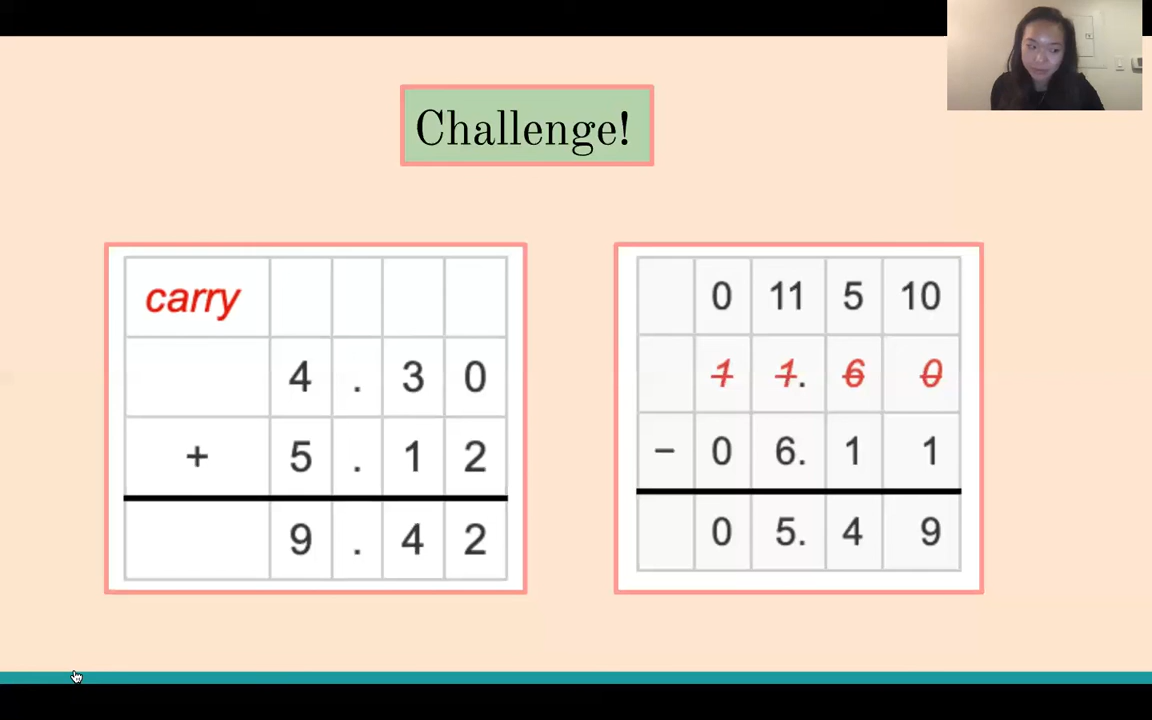 Challenge!
carry
4 . 3 0
+ 5 . 1 2
9 . 4 2
0 11 5 10
1 1. 6 0
- 0 6. 1 1
0 5. 4 9